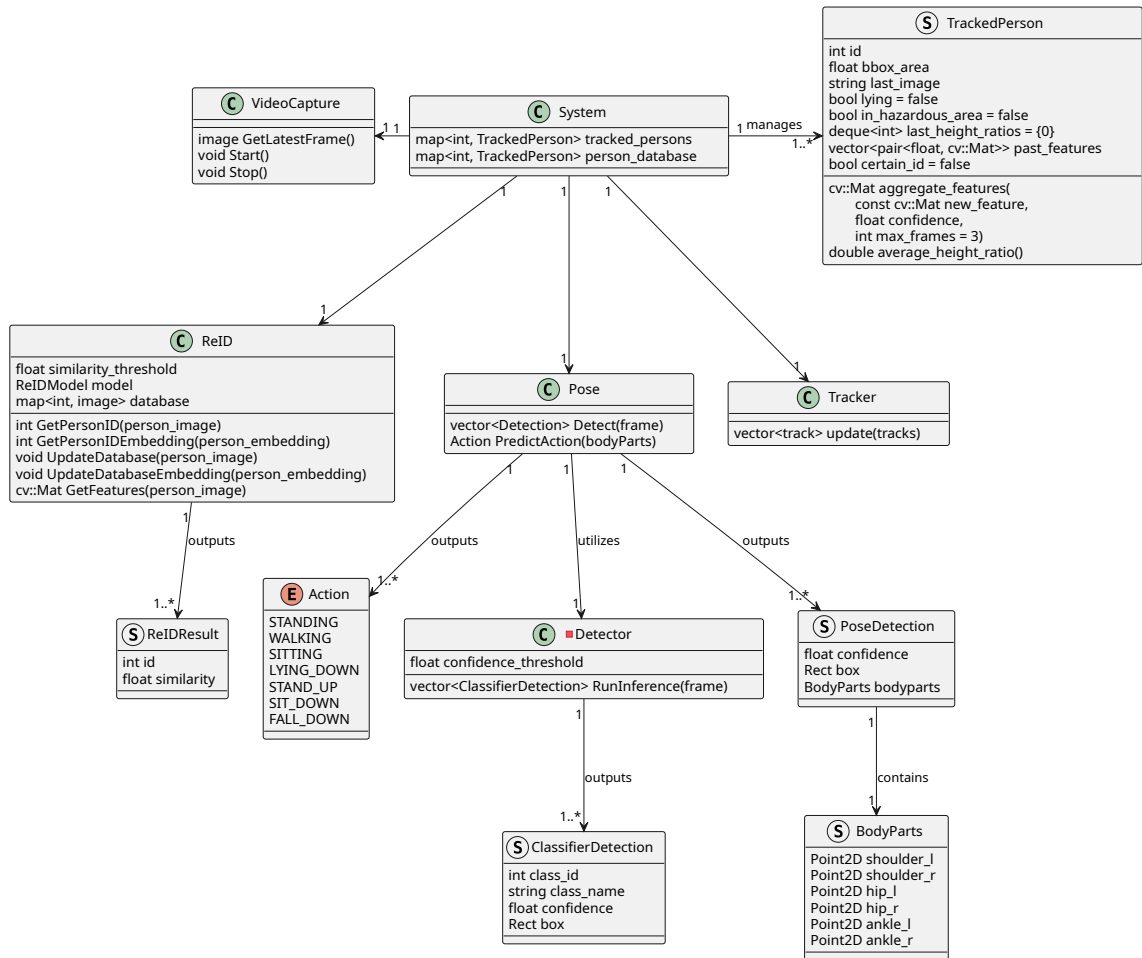 S TrackedPerson
int id
float bbox_area
string last_image
bool lying = false
bool in_hazardous_area = false
deque<int> last_height_ratios = {0}
vector<pair<float, cv::Mat>> past_features
bool certain_id = false
cv::Mat aggregate_features(
const cv::Mat new_feature,
float confidence,
int max_frames = 3)
double average_height_ratio()
C VideoCapture
image GetLatestFrame()
void Start()
void Stop()
1 1
C System
map<int, TrackedPerson> tracked_persons
map<int, TrackedPerson> person_database
1 manages
1..*
1 1 1
1 1 1
C ReID
float similarity_threshold
ReIDModel model
map<int, image> database
int GetPersonID(person_image)
int GetPersonIDEmbedding(person_embedding)
void UpdateDatabase(person_image)
void UpdateDatabaseEmbedding(person_embedding)
cv::Mat GetFeatures(person_image)
C Pose
vector<Detection> Detect(frame)
Action PredictAction(bodyParts)
C Tracker
vector<track> update(tracks)
1
outputs
1..*
1 1 1
outputs utilizes outputs
1..* 1 1..*
S ReIDResult
int id
float similarity
E Action
STANDING
WALKING
SITTING
LYING_DOWN
STAND_UP
SIT_DOWN
FALL_DOWN
C Detector
float confidence_threshold
vector<ClassifierDetection> RunInference(frame)
S PoseDetection
float confidence
Rect box
BodyParts bodyparts
1
outputs
1..*
1
contains
1
S ClassifierDetection
int class_id
string class_name
float confidence
Rect box
S BodyParts
Point2D shoulder_l
Point2D shoulder_r
Point2D hip_l
Point2D hip_r
Point2D ankle_l
Point2D ankle_r